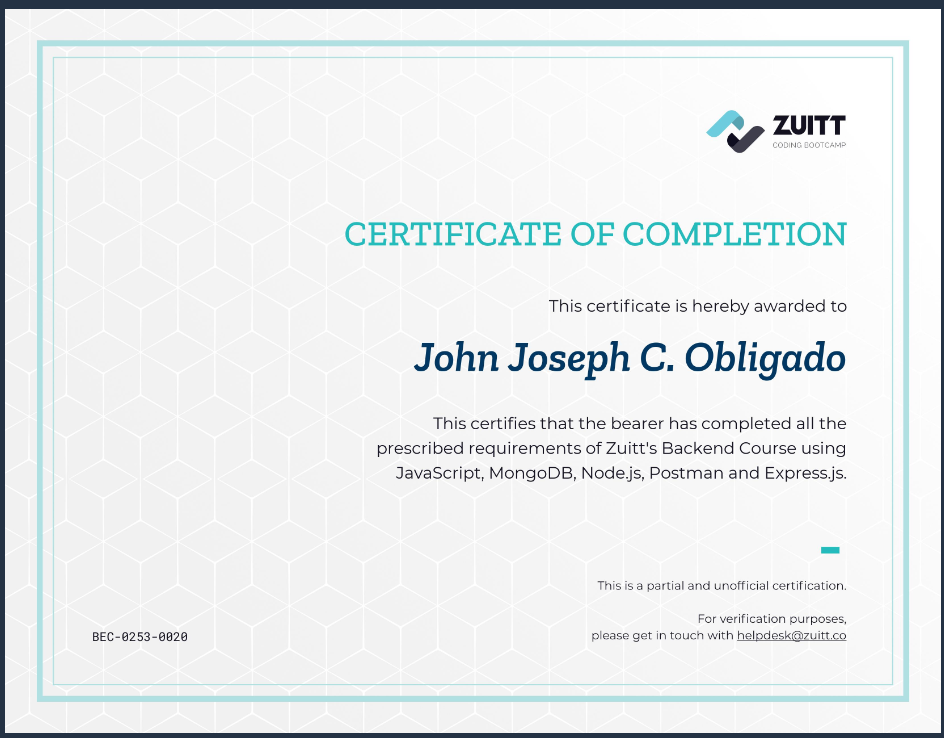 ZUITT
CODING BOOTCAMP
CERTIFICATE OF COMPLETION
This certificate is hereby awarded to
John Joseph C. Obligado
This certifies that the bearer has completed all the
prescribed requirements of Zuitt's Backend Course using
JavaScript, MongoDB, Node.js, Postman and Express.js.
This is a partial and unofficial certification.
For verification purposes,
please get in touch with helpdesk@zuitt.co
BEC-0253-0020